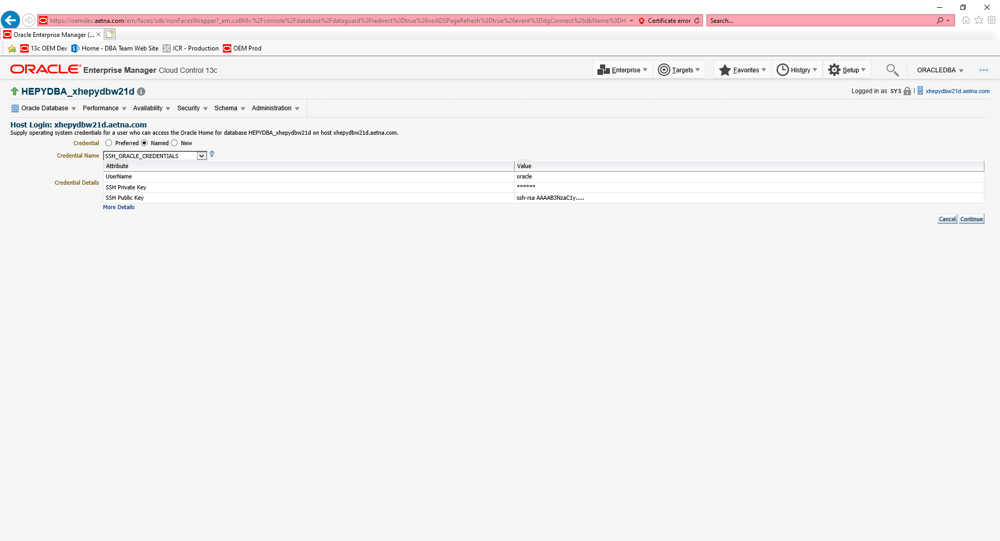 https://oemdev.aetna.com/em/faces/sdk/nonFacesWrapper?_em.coBM=%2Fconsole%2Fdatabase%2Fdataguard%3Fredirect%3Dtrue%26noADSPageRefresh%3Dtrue%26event%3DdgConnect%26dbName%3DH Certificate error Search...
Oracle Enterprise Manager (...
13c OEM Dev Home - DBA Team Web Site ICR - Production OEM Prod
ORACLE Enterprise Manager Cloud Control 13c Enterprise Targets Favorites History Setup ORACLEDBA
HEPYDBA_xhepydbw21d Logged in as SYS | xhepydbw21d.aetna.com
Oracle Database Performance Availability Security Schema Administration
Host Login: xhepydbw21d.aetna.com
Supply operating system credentials for a user who can access the Oracle Home for database HEPYDBA_xhepydbw21d on host xhepydbw21d.aetna.com.
Credential Preferred Named New
Credential Name SSH_ORACLE_CREDENTIALS
Attribute Value
UserName oracle
Credential Details
SSH Private Key ******
SSH Public Key ssh-rsa AAAAB3NzaC1y.....
More Details
Cancel Continue